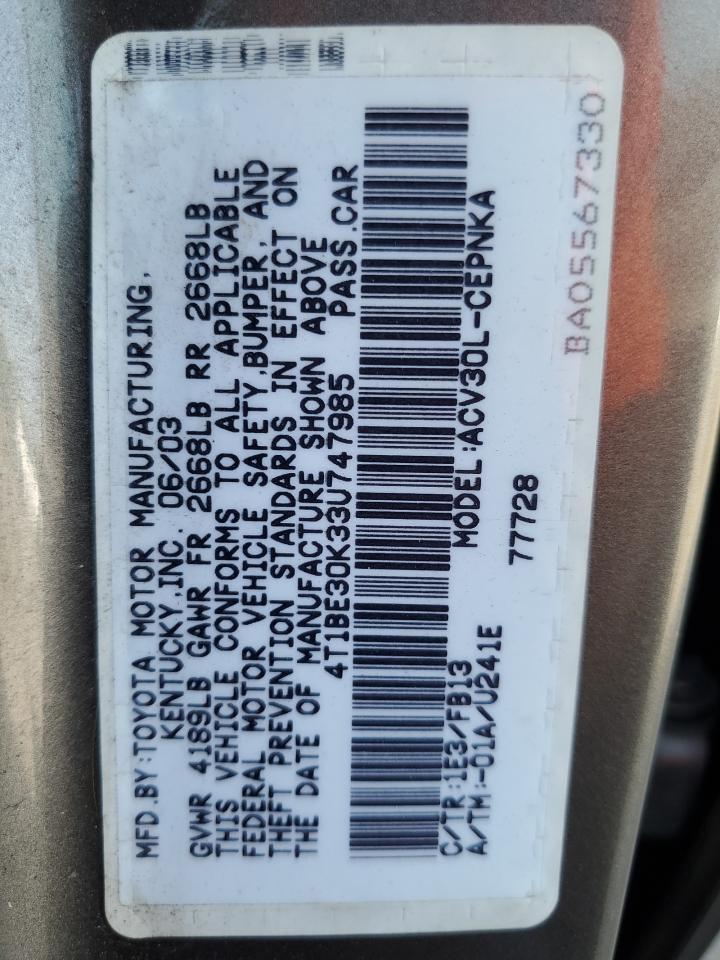 MFD.BY:TOYOTA MOTOR MANUFACTURING,
KENTUCKY,INC. 06/03
GVWR 4189LB GAWR FR 2668LB RR 2668LB
THIS VEHICLE CONFORMS TO ALL APPLICABLE
FEDERAL MOTOR VEHICLE SAFETY,BUMPER, AND
THEFT PREVENTION STANDARDS IN EFFECT ON
THE DATE OF MANUFACTURE SHOWN ABOVE
4T1BE30K33U747985 PASS.CAR
C/TR:1E3/FB13 MODEL:ACV30L-CEPNKA
A/TM:-01A/U241E 77728
BA05567330